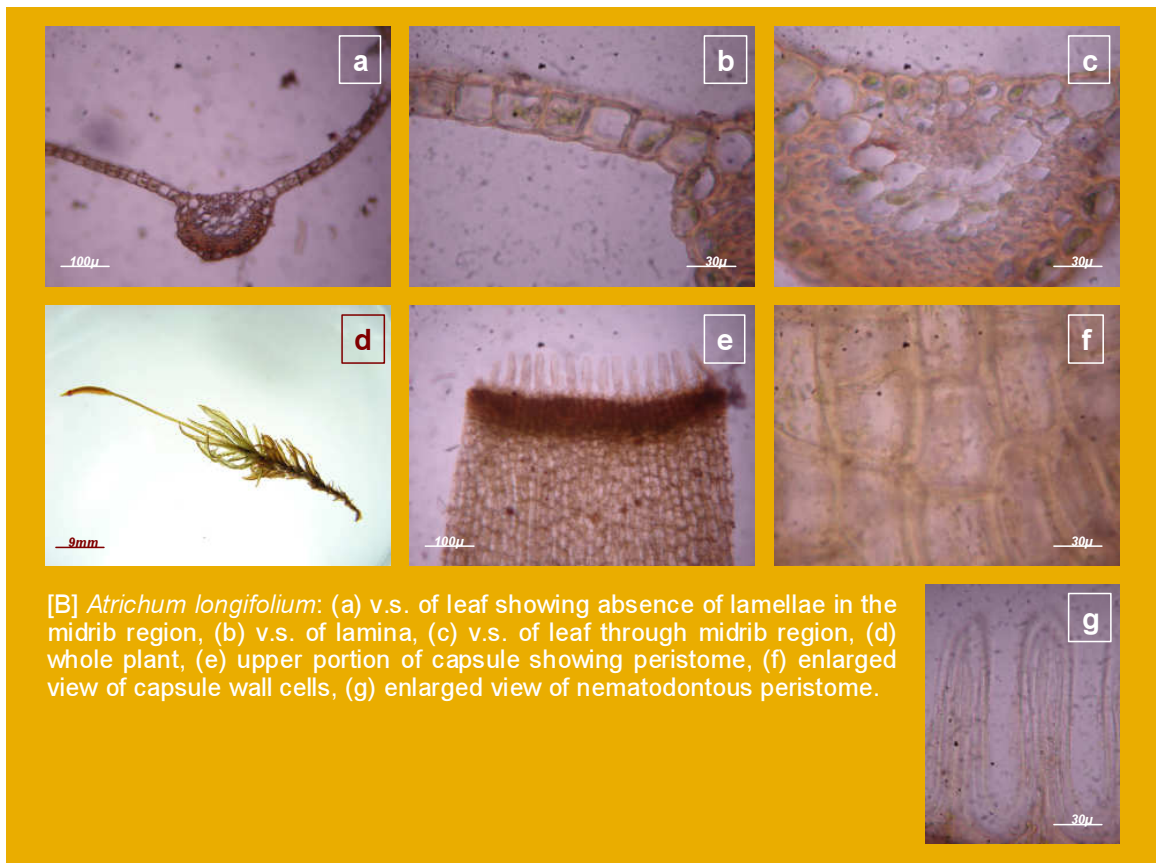 a
b
c
100µ
30µ
30µ
d
e
f
9mm
100µ
30µ
[B] Atrichum longifolium: (a) v.s. of leaf showing absence of lamellae in the
midrib region, (b) v.s. of lamina, (c) v.s. of leaf through midrib region, (d)
whole plant, (e) upper portion of capsule showing peristome, (f) enlarged
view of capsule wall cells, (g) enlarged view of nematodontous peristome.
g
30µ